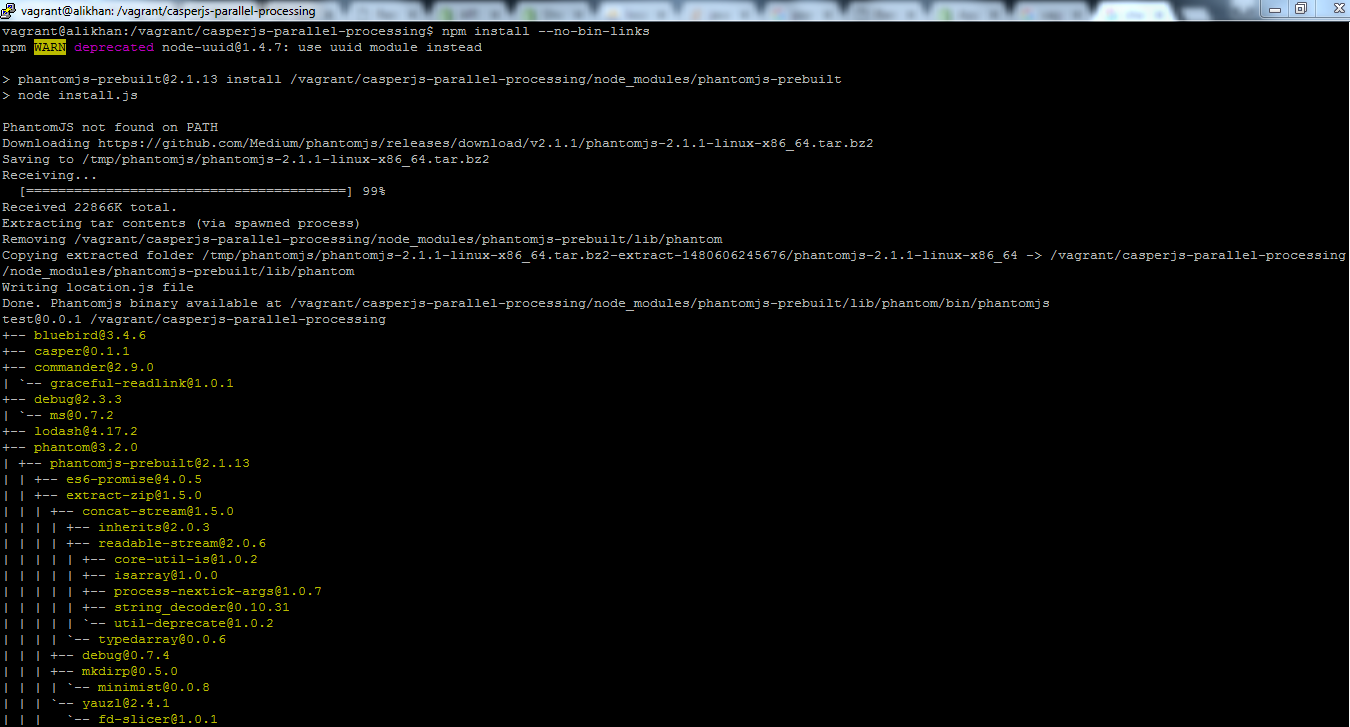 vagrant@alikhan: /vagrant/casperjs-parallel-processing
vagrant@alikhan:/vagrant/casperjs-parallel-processing$ npm install --no-bin-links
npm WARN deprecated node-uuid@1.4.7: use uuid module instead
> phantomjs-prebuilt@2.1.13 install /vagrant/casperjs-parallel-processing/node_modules/phantomjs-prebuilt
> node install.js
PhantomJS not found on PATH
Downloading https://github.com/Medium/phantomjs/releases/download/v2.1.1/phantomjs-2.1.1-linux-x86_64.tar.bz2
Saving to /tmp/phantomjs/phantomjs-2.1.1-linux-x86_64.tar.bz2
Receiving...
  [========================================] 99%
Received 22866K total.
Extracting tar contents (via spawned process)
Removing /vagrant/casperjs-parallel-processing/node_modules/phantomjs-prebuilt/lib/phantom
Copying extracted folder /tmp/phantomjs/phantomjs-2.1.1-linux-x86_64.tar.bz2-extract-1480606245676/phantomjs-2.1.1-linux-x86_64 -> /vagrant/casperjs-parallel-processing
/node_modules/phantomjs-prebuilt/lib/phantom
Writing location.js file
Done. Phantomjs binary available at /vagrant/casperjs-parallel-processing/node_modules/phantomjs-prebuilt/lib/phantom/bin/phantomjs
test@0.0.1 /vagrant/casperjs-parallel-processing
+-- bluebird@3.4.6
+-- casper@0.1.1
+-- commander@2.9.0
| `-- graceful-readlink@1.0.1
+-- debug@2.3.3
| `-- ms@0.7.2
+-- lodash@4.17.2
+-- phantom@3.2.0
| +-- phantomjs-prebuilt@2.1.13
| | +-- es6-promise@4.0.5
| | +-- extract-zip@1.5.0
| | | +-- concat-stream@1.5.0
| | | | +-- inherits@2.0.3
| | | | +-- readable-stream@2.0.6
| | | | | +-- core-util-is@1.0.2
| | | | | +-- isarray@1.0.0
| | | | | +-- process-nextick-args@1.0.7
| | | | | +-- string_decoder@0.10.31
| | | | | `-- util-deprecate@1.0.2
| | | | `-- typedarray@0.0.6
| | | +-- debug@0.7.4
| | | +-- mkdirp@0.5.0
| | | | `-- minimist@0.0.8
| | | `-- yauzl@2.4.1
| | |   `-- fd-slicer@1.0.1